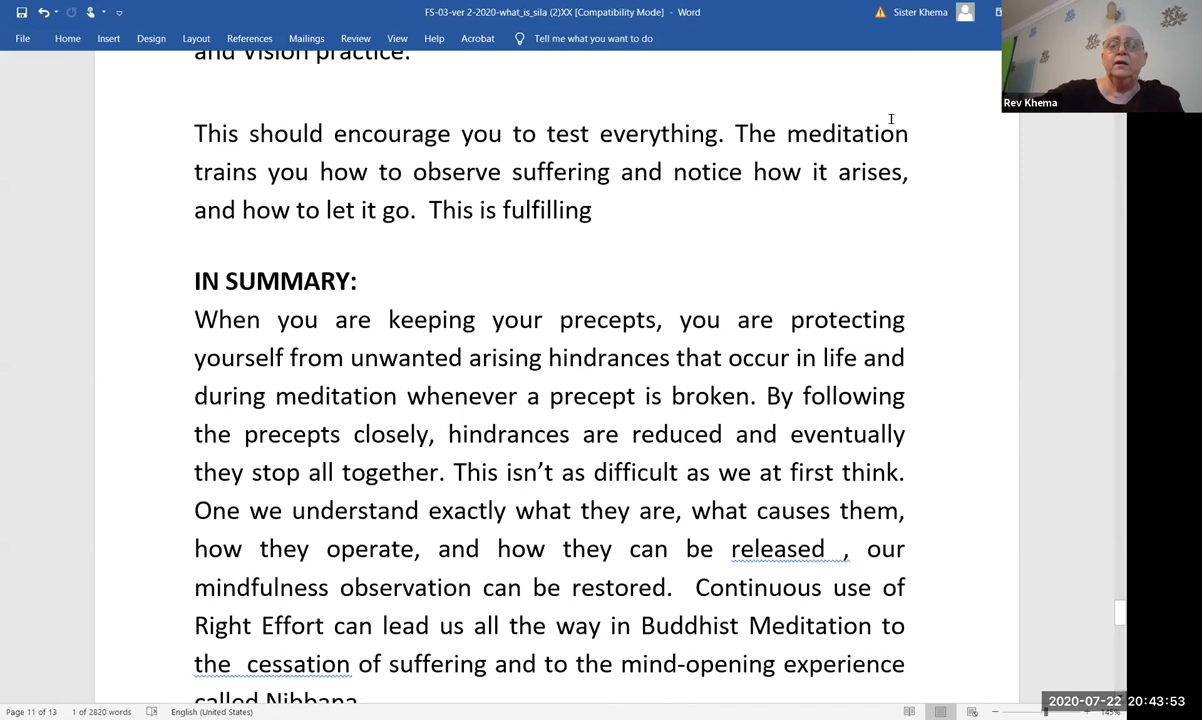 FS-03-ver 2-2020-what_is_sila (2)XX [Compatibility Mode] - Word
Sister Khema
File Home Insert Design Layout References Mailings Review View Help Acrobat Tell me what you want to do
Rev Khema
and Vision practice.
This should encourage you to test everything. The meditation
trains you how to observe suffering and notice how it arises,
and how to let it go.  This is fulfilling
IN SUMMARY:
When you are keeping your precepts, you are protecting
yourself from unwanted arising hindrances that occur in life and
during meditation whenever a precept is broken. By following
the precepts closely, hindrances are reduced and eventually
they stop all together. This isn’t as difficult as we at first think.
One we understand exactly what they are, what causes them,
how they operate, and how they can be released , our
mindfulness observation can be restored.  Continuous use of
Right Effort can lead us all the way in Buddhist Meditation to
the  cessation of suffering and to the mind-opening experience
called Nibbana
Page 11 of 13 1 of 2820 words English (United States) 145%
2020-07-22 20:43:53